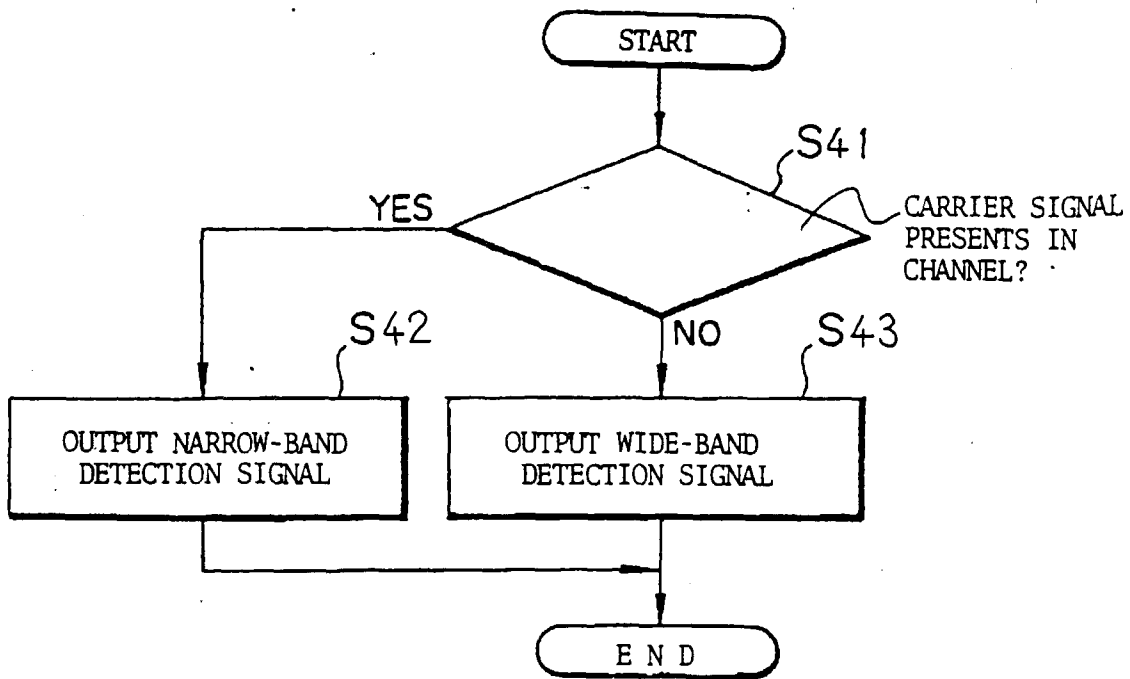 START
S41
CARRIER SIGNAL
PRESENTS IN
CHANNEL?
YES
NO
S42
S43
OUTPUT NARROW-BAND
DETECTION SIGNAL
OUTPUT WIDE-BAND
DETECTION SIGNAL
END